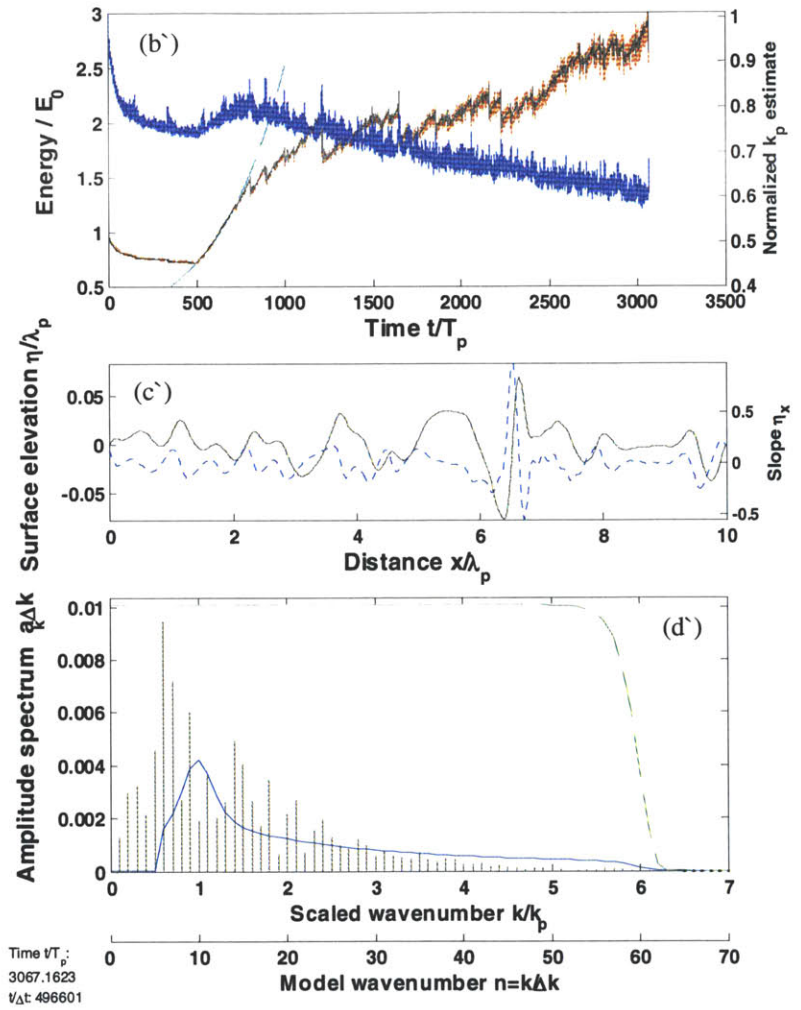 (b`)
Energy / E0
3
2.5
2
1.5
1
0.5
1
0.9
0.8
0.7
0.6
0.5
0.4
Normalized kp estimate
0 500 1000 1500 2000 2500 3000 3500
Time t/Tp
(c`)
Surface elevation η/λp
0.05
0
-0.05
0.5
0
-0.5
Slope ηx
0 2 4 6 8 10
Distance x/λp
(d`)
Amplitude spectrum akΔk
0.01
0.008
0.006
0.004
0.002
0
0 1 2 3 4 5 6 7
Scaled wavenumber k/kp
0 10 20 30 40 50 60 70
Model wavenumber n=k/Δk
Time t/Tp:
3067.1623
t/Δt: 496601